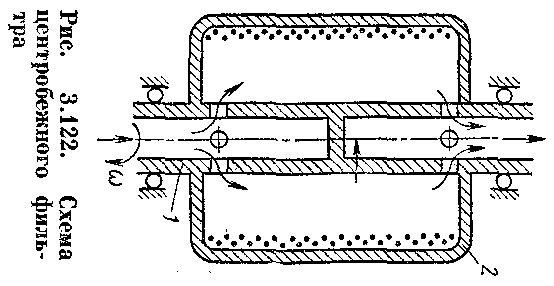 Рис. 3.122. Схема
центробежного филь-
тра
ω
1
2